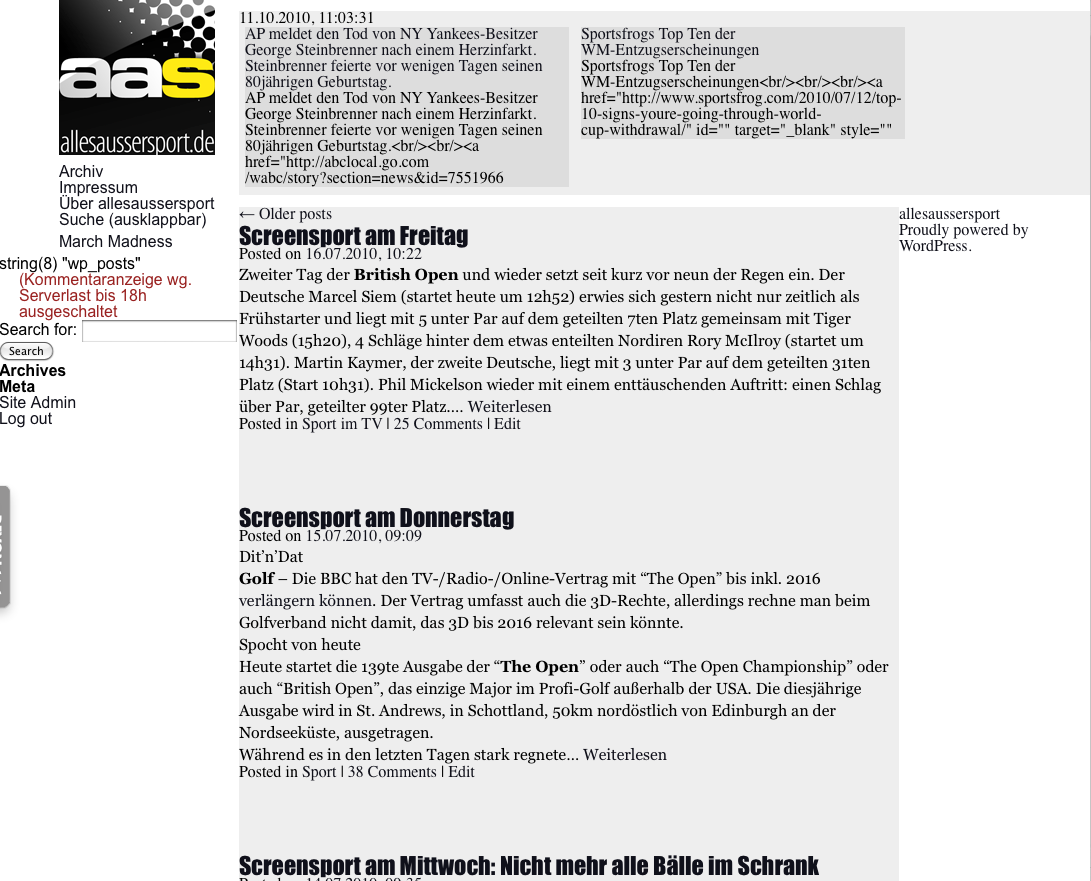 aas
allesaussersport.de
Archiv
Impressum
Über allesaussersport
Suche (ausklappbar)
March Madness
string(8) "wp_posts"
(Kommentaranzeige wg.
Serverlast bis 18h
ausgeschaltet
Search for:
Search
Archives
Meta
Site Admin
Log out
11.10.2010, 11:03:31
AP meldet den Tod von NY Yankees-Besitzer
George Steinbrenner nach einem Herzinfarkt.
Steinbrenner feierte vor wenigen Tagen seinen
80jährigen Geburtstag.
AP meldet den Tod von NY Yankees-Besitzer
George Steinbrenner nach einem Herzinfarkt.
Steinbrenner feierte vor wenigen Tagen seinen
80jährigen Geburtstag.<br/><br/><a
href="http://abclocal.go.com
/wabc/story?section=news&id=7551966
Sportsfrogs Top Ten der
WM-Entzugserscheinungen
Sportsfrogs Top Ten der
WM-Entzugserscheinungen<br/><br/><br/><a
href="http://www.sportsfrog.com/2010/07/12/top-
10-signs-youre-going-through-world-
cup-withdrawal/" id="" target="_blank" style=""
← Older posts
Screensport am Freitag
Posted on 16.07.2010, 10:22
Zweiter Tag der British Open und wieder setzt seit kurz vor neun der Regen ein. Der
Deutsche Marcel Siem (startet heute um 12h52) erwies sich gestern nicht nur zeitlich als
Frühstarter und liegt mit 5 unter Par auf dem geteilten 7ten Platz gemeinsam mit Tiger
Woods (15h20), 4 Schläge hinter dem etwas enteilten Nordiren Rory McIlroy (startet um
14h31). Martin Kaymer, der zweite Deutsche, liegt mit 3 unter Par auf dem geteilten 31ten
Platz (Start 10h31). Phil Mickelson wieder mit einem enttäuschenden Auftritt: einen Schlag
über Par, geteilter 99ter Platz.... Weiterlesen
Posted in Sport im TV | 25 Comments | Edit
Screensport am Donnerstag
Posted on 15.07.2010, 09:09
Dit’n’Dat
Golf – Die BBC hat den TV-/Radio-/Online-Vertrag mit “The Open” bis inkl. 2016
verlängern können. Der Vertrag umfasst auch die 3D-Rechte, allerdings rechne man beim
Golfverband nicht damit, das 3D bis 2016 relevant sein könnte.
Spocht von heute
Heute startet die 139te Ausgabe der “The Open” oder auch “The Open Championship” oder
auch “British Open”, das einzige Major im Profi-Golf außerhalb der USA. Die diesjährige
Ausgabe wird in St. Andrews, in Schottland, 50km nordöstlich von Edinburgh an der
Nordseeküste, ausgetragen.
Während es in den letzten Tagen stark regnete... Weiterlesen
Posted in Sport | 38 Comments | Edit
Screensport am Mittwoch: Nicht mehr alle Bälle im Schrank
allesaussersport
Proudly powered by
WordPress.